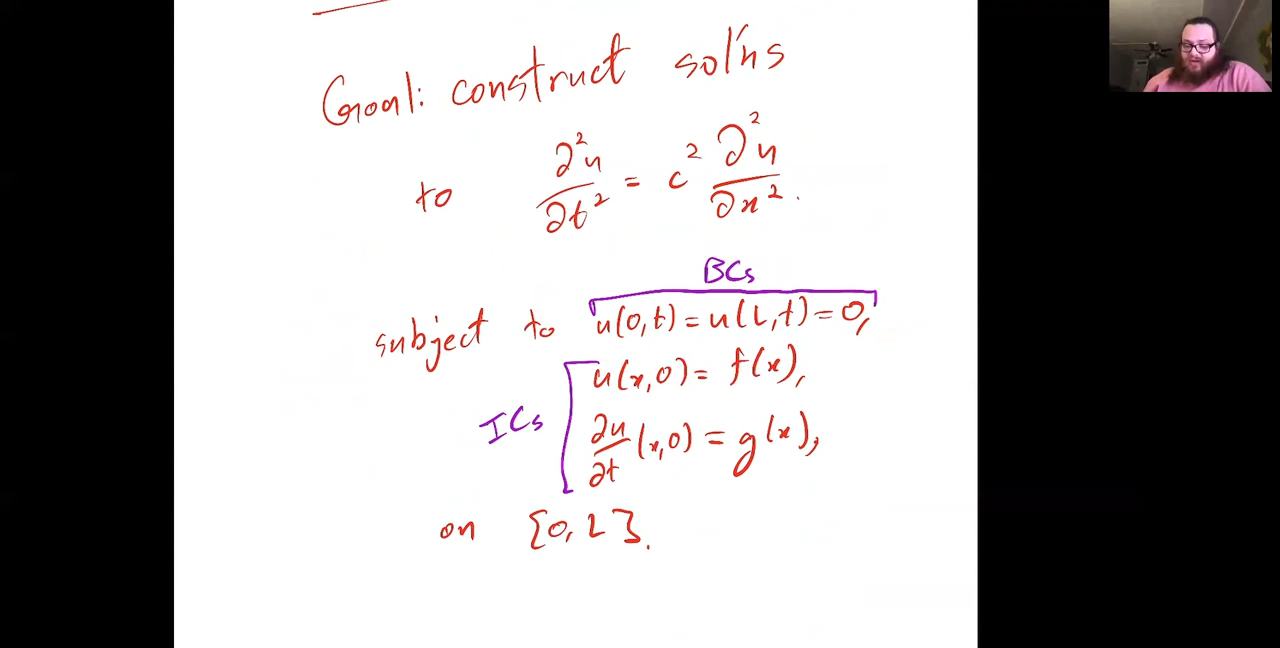 Goal: construct sol'ns
to ∂²u/∂t² = c² ∂²u/∂x².
BCs
subject to u(0,t) = u(L,t) = 0,
u(x,0) = f(x),
ICs
∂u/∂t (x,0) = g(x),
on [0, L].